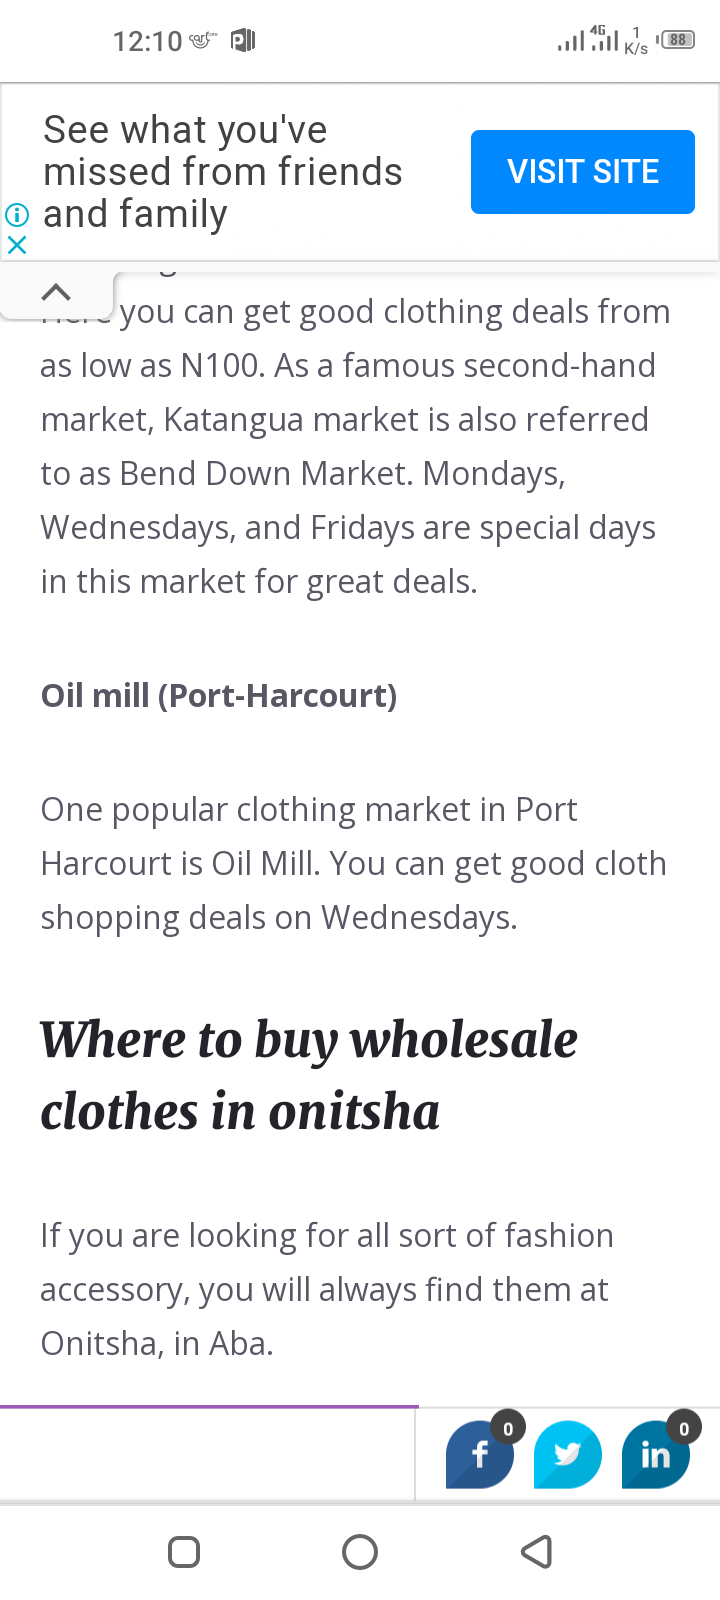 12:10
4G
1
K/s
88
See what you've
missed from friends
and family
VISIT SITE
you can get good clothing deals from
as low as N100. As a famous second-hand
market, Katangua market is also referred
to as Bend Down Market. Mondays,
Wednesdays, and Fridays are special days
in this market for great deals.
Oil mill (Port-Harcourt)
One popular clothing market in Port
Harcourt is Oil Mill. You can get good cloth
shopping deals on Wednesdays.
Where to buy wholesale
clothes in onitsha
If you are looking for all sort of fashion
accessory, you will always find them at
Onitsha, in Aba.
0
0
f
in